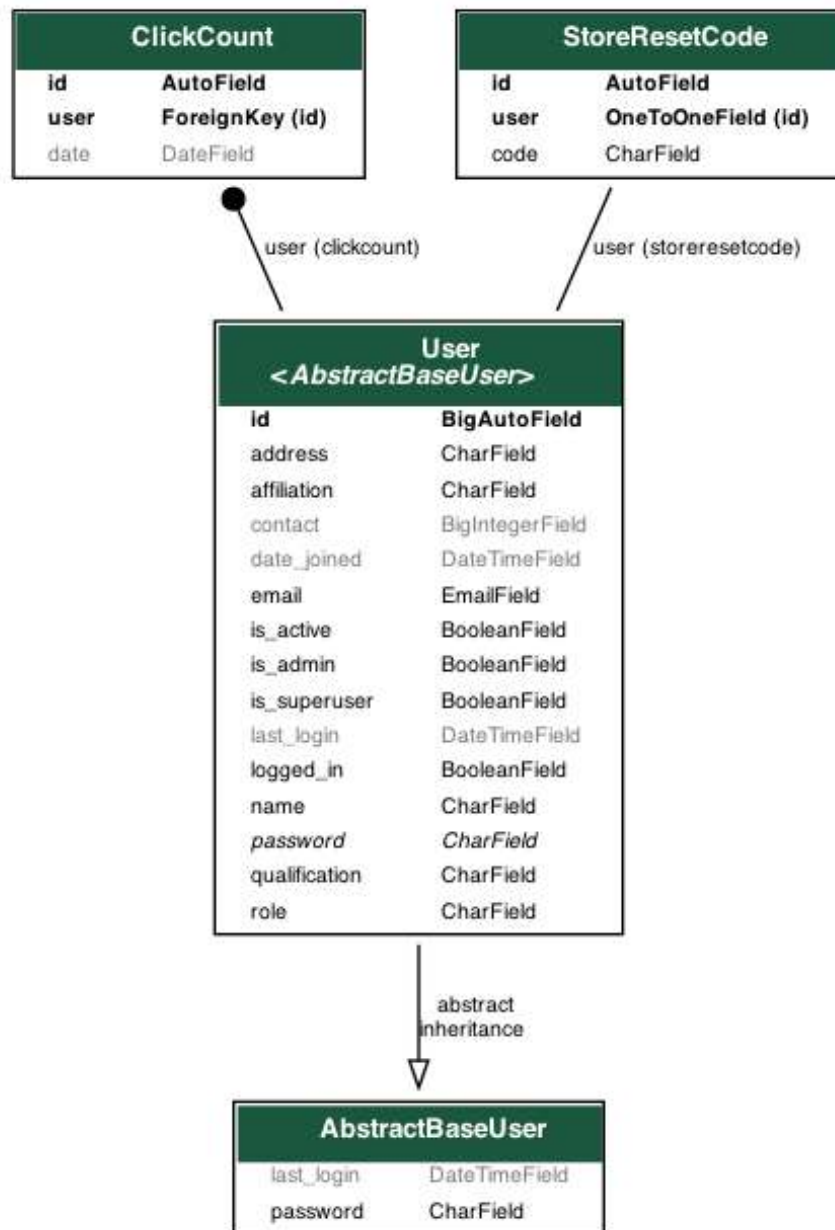 ClickCount
id AutoField
user ForeignKey (id)
date DateField
StoreResetCode
id AutoField
user OneToOneField (id)
code CharField
user (clickcount)
user (storeresetcode)
User
<AbstractBaseUser>
id BigAutoField
address CharField
affiliation CharField
contact BigIntegerField
date_joined DateTimeField
email EmailField
is_active BooleanField
is_admin BooleanField
is_superuser BooleanField
last_login DateTimeField
logged_in BooleanField
name CharField
password CharField
qualification CharField
role CharField
abstract
inheritance
AbstractBaseUser
last_login DateTimeField
password CharField